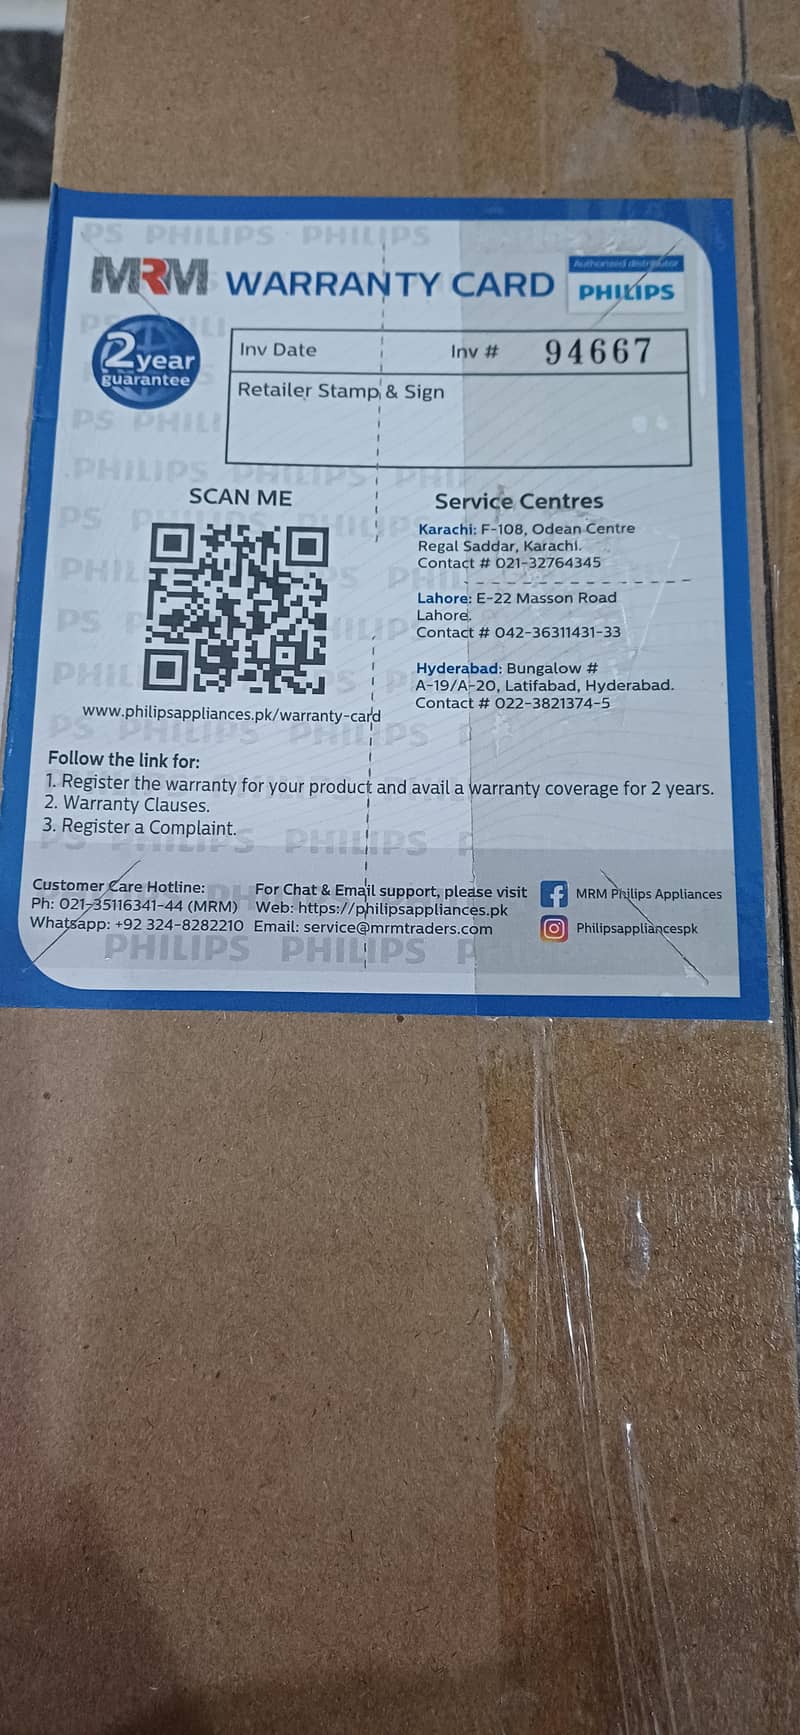 MRM WARRANTY CARD
Authorised distributor
PHILIPS
2 year
guarantee
Inv Date
Inv # 94667
Retailer Stamp & Sign
SCAN ME
www.philipsappliances.pk/warranty-card
Service Centres
Karachi: F-108, Odean Centre
Regal Saddar, Karachi.
Contact # 021-32764345
Lahore: E-22 Masson Road
Lahore.
Contact # 042-36311431-33
Hyderabad: Bungalow #
A-19/A-20, Latifabad, Hyderabad.
Contact # 022-3821374-5
Follow the link for:
1. Register the warranty for your product and avail a warranty coverage for 2 years.
2. Warranty Clauses.
3. Register a Complaint.
Customer Care Hotline:
Ph: 021-35116341-44 (MRM)
Whatsapp: +92 324-8282210
For Chat & Email support, please visit
Web: https://philipsappliances.pk
Email: service@mrmtraders.com
MRM Philips Appliances
Philipsappliancespk